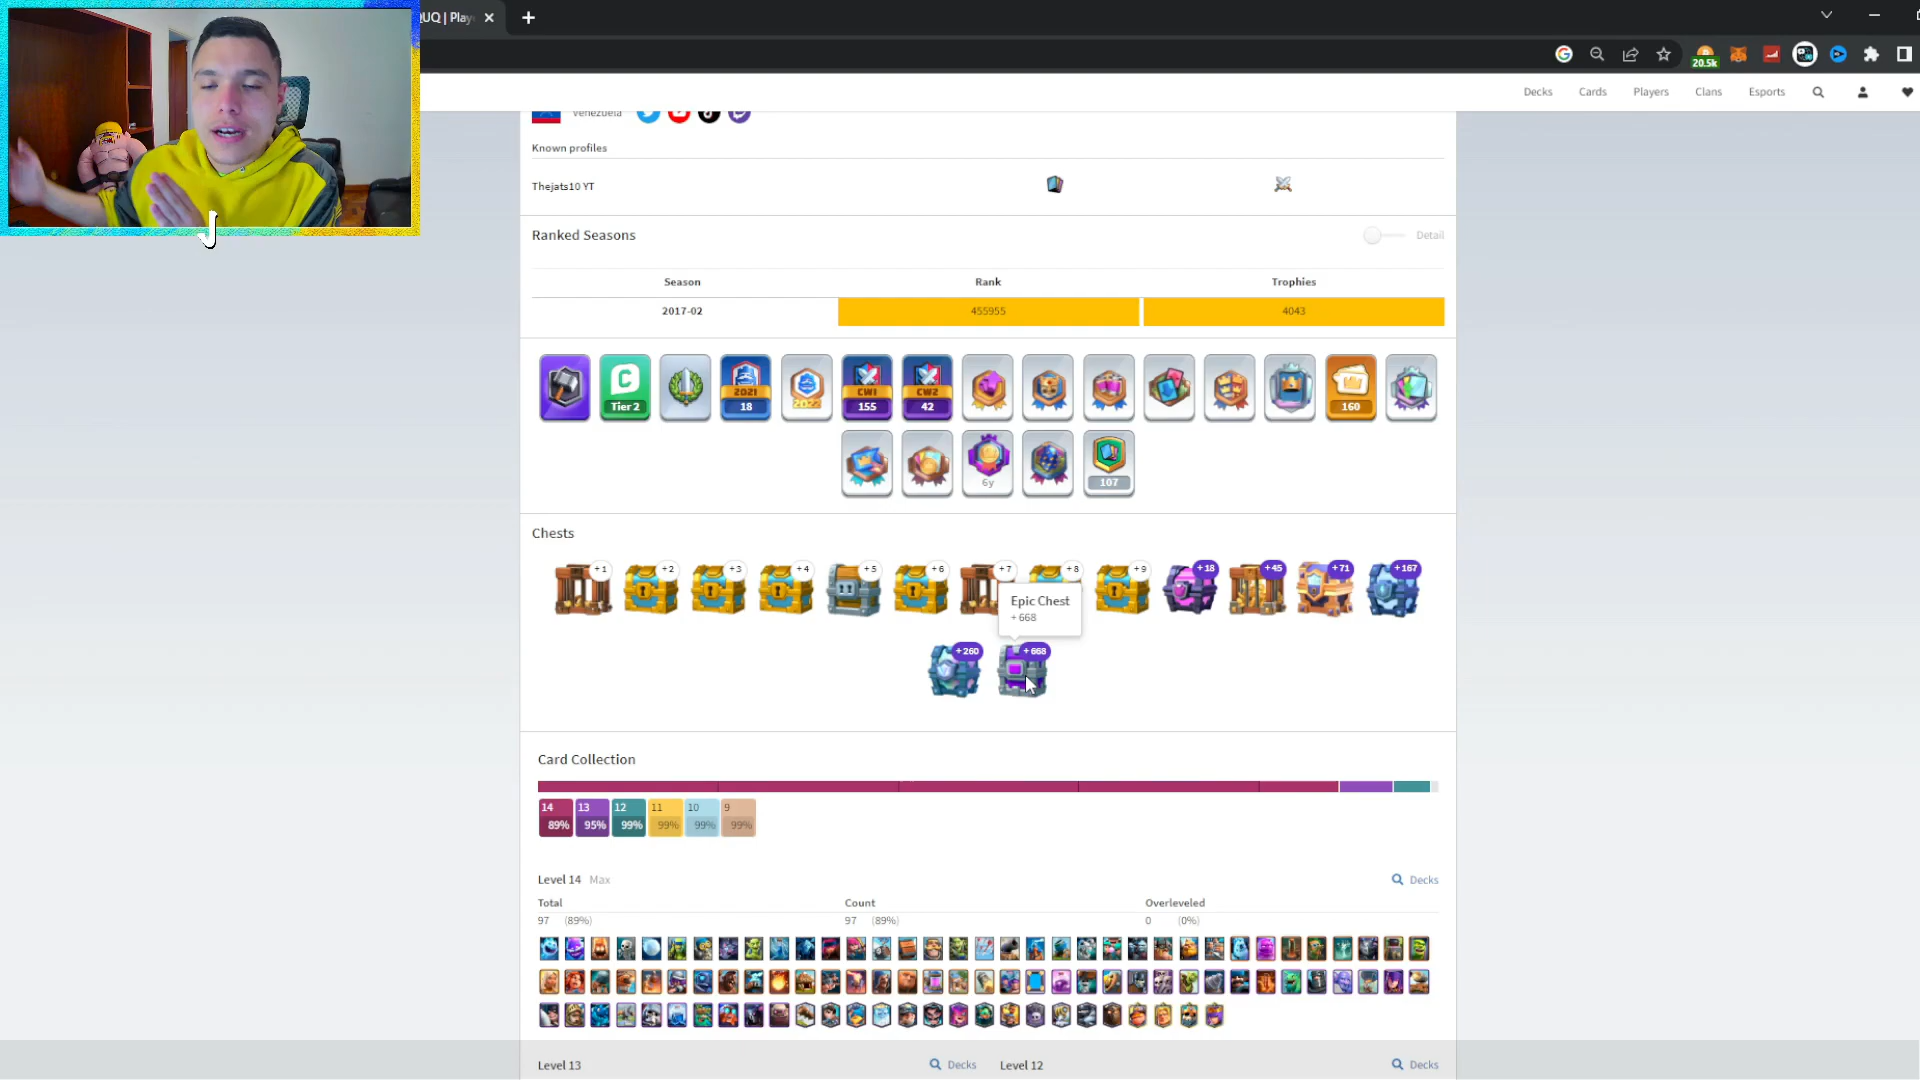 QUQ | Play
20.5k
Decks Cards Players Clans Esports
Venezuela
Known profiles
Thejats10 YT
Ranked Seasons
Detail
Season Rank Trophies
2017-02 455955 4043
Tier 2
2021
18
2022
CW1
155
CW2
42
160
6y
107
Chests
+1 +2 +3 +4 +5 +6 +7 +8 +9 +18 +45 +71 +167
Epic Chest
+ 668
+260 +668
Card Collection
14 13 12 11 10 9
89% 95% 99% 99% 99% 99%
Level 14 Max
Decks
Total Count Overleveled
97 (89%) 97 (89%) 0 (0%)
Level 13 Decks Level 12 Decks
J